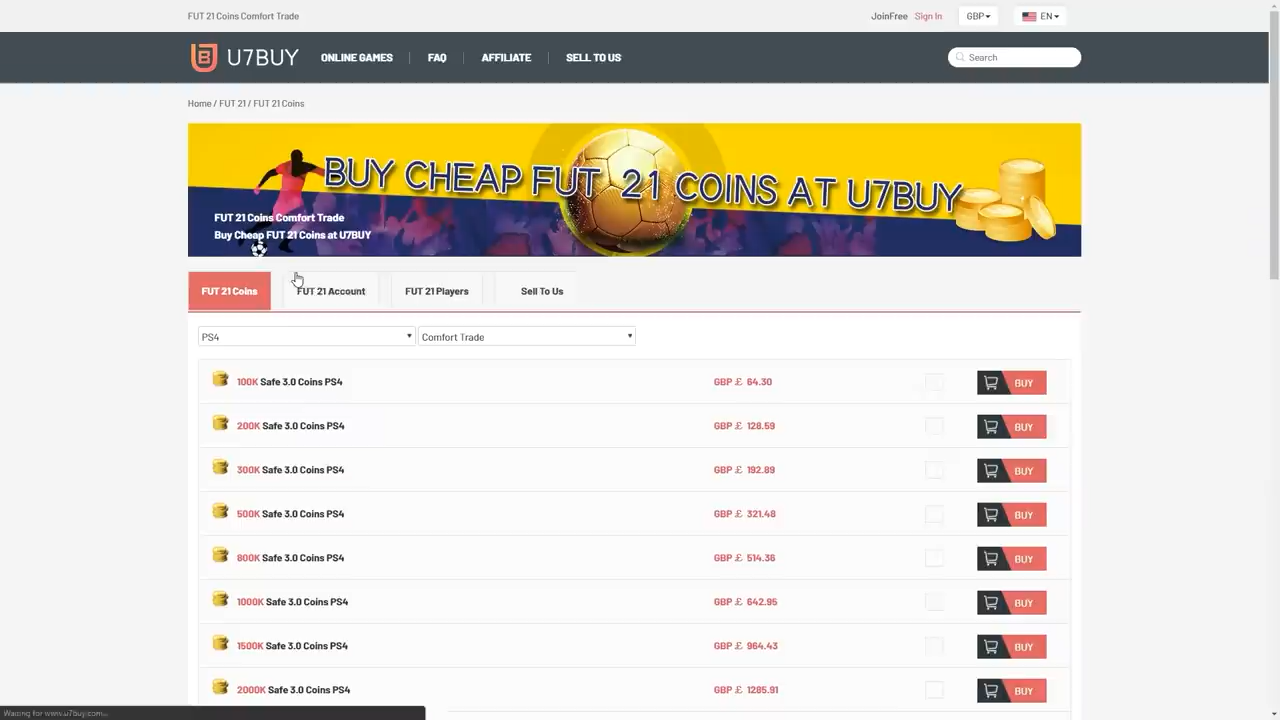 FUT 21 Coins Comfort Trade
JoinFree Sign In GBP EN
U7BUY ONLINE GAMES FAQ AFFILIATE SELL TO US Search
Home / FUT 21 / FUT 21 Coins
BUY CHEAP FUT 21 COINS AT U7BUY
FUT 21 Coins Comfort Trade
Buy Cheap FUT 21 Coins at U7BUY
FUT 21 Coins FUT 21 Account FUT 21 Players Sell To Us
PS4 Comfort Trade
100K Safe 3.0 Coins PS4 GBP £ 64.30 BUY
200K Safe 3.0 Coins PS4 GBP £ 128.59 BUY
300K Safe 3.0 Coins PS4 GBP £ 192.89 BUY
500K Safe 3.0 Coins PS4 GBP £ 321.48 BUY
800K Safe 3.0 Coins PS4 GBP £ 514.36 BUY
1000K Safe 3.0 Coins PS4 GBP £ 642.95 BUY
1500K Safe 3.0 Coins PS4 GBP £ 964.43 BUY
2000K Safe 3.0 Coins PS4 GBP £ 1285.91 BUY
Waiting for www.u7buy.com...